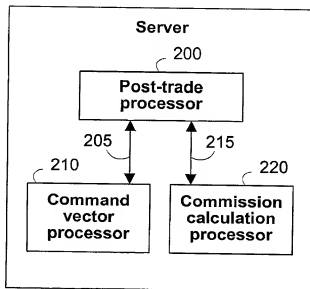 Server
200
Post-trade
processor
205
215
210
220
Command
vector
processor
Commission
calculation
processor